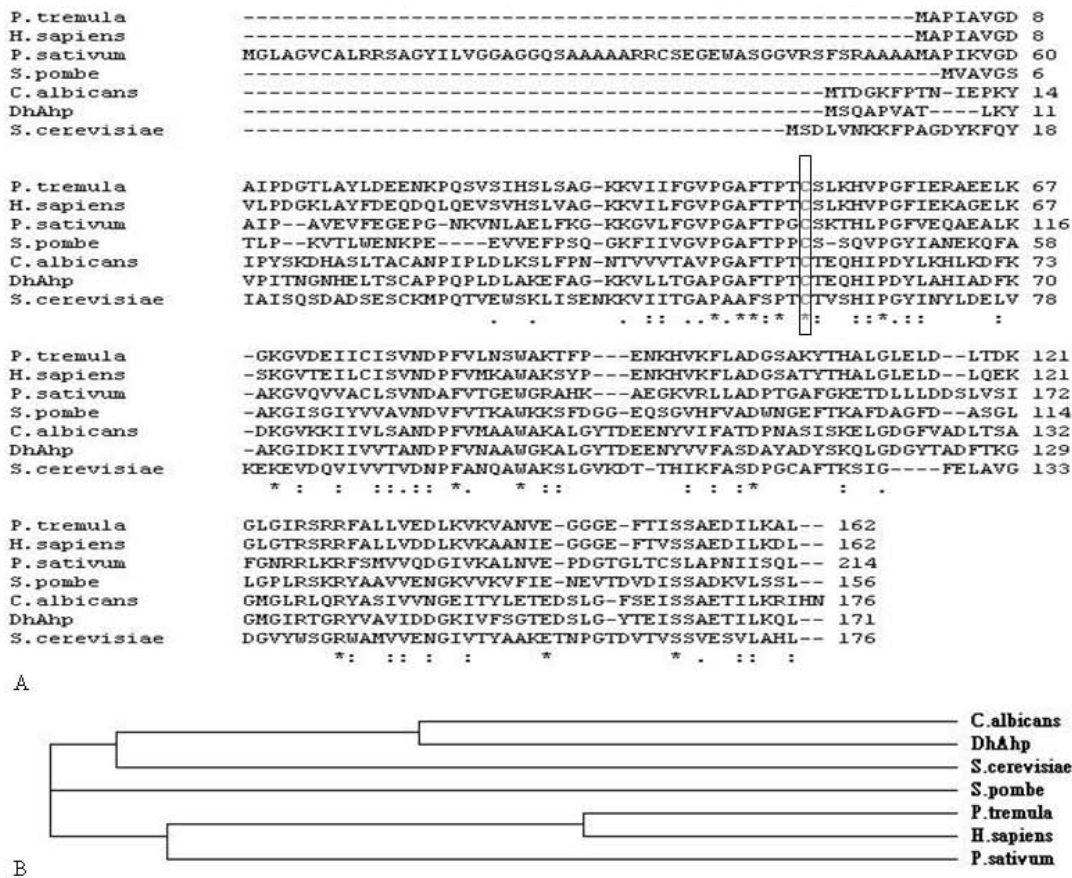 P.tremula ----------------------------------------------------MAPIAVGD 8
H.sapiens ----------------------------------------------------MAPIAVGD 8
P.sativum MGLAGVCALRRSAGYILVGGAGGQSAAAAARRCSEGEWASGGVRSFSRAAAAMAPIKVGD 60
S.pombe ------------------------------------------------------MVAVGS 6
C.albicans ---------------------------------------------MTDGKFPTN-IEPKY 14
DhAhp ---------------------------------------------MSQAPVAT----LKY 11
S.cerevisiae ------------------------------------------MSDLVNKKFPAGDYKFQY 18
P.tremula AIPDGTLAYLDEENKPQSVSIHSLSAG-KKVIIFGVPGAFTPTCSLKHVPGFIERAEELK 67
H.sapiens VLPDGKLAYFDEQDQLQEVSVHSLVAG-KKVILFGVPGAFTPTCSLKHVPGFIEKAGELK 67
P.sativum AIP--AVEVFEGEPG-NKVNLAELFKG-KKGVLFGVPGAFTPGCSKTHLPGFVEQAEALK 116
S.pombe TLP--KVTLWENKPE----EVVEFPSQG-GKFIIVGVPGAFTPPCS-SQVPGYIANEKQFA 58
C.albicans IPYSKDHASLTACANPIPLDLKSLFPN-NTVVVTAVPGAFTPTCTEQHIPDYLKHLKDFK 73
DhAhp VPITNGNHELTSCAPPQPLDLAKEFAG-KKVLLTGAPGAFTPTCTEQHIPDYLAHIADFK 70
S.cerevisiae IAISQSDADSESCKMPQTVEWSKLISENKKVIITGAPAAFSPTCTVSHIPGYINYLDELV 78
. . . :: ..*.**:* *: ::*.:: :
P.tremula -GKGVDEIICISVNDPFVLNSWAKTFP---ENKHVKFLADGSAKYTHALGLELD--LTDK 121
H.sapiens -SKGVTEILCISVNDPFVMKAWAKSYP---ENKHVKFLADGSATYTHALGLELD--LQEK 121
P.sativum -AKGVQVVACLSVNDAFVTGEWGRAHK---AEGKVRLLADPTGAFGKETDLLLDDSLVSI 172
S.pombe -AKGISGIYVVAVNDVFVTKAWKKSFDGG--EQSGVHFVADWNGEFTKAFDAGFD--ASGL 114
C.albicans -DKGVKKIIVLSANDPFVMAAWAKALGYTDEENYVIFATDPNASISKELGDGFVADLTSA 132
DhAhp -AKGIDKIIVVTANDPFVNAAWGKALGYTDEENYVVFASDAYADYSKQLGDGYTADFTKG 129
S.cerevisiae KEKEVDQVIVVTVDNPFANQAWAKSLGVKDT-THIKFASDPGCAFTKSIG----FELAVG 133
* : : ::.:: *. * :: : : * : .
P.tremula GLGIRSRRFALLVEDLKVKVANVE-GGGE-FTISSAEDILKAL-- 162
H.sapiens GLGTRSRRFALLVDDLKVKAANIE-GGGE-FTVSSAEDILKDL-- 162
P.sativum FGNRRLKRFSMVVQDGIVKALNVE-PDGTGLTCSLAPNIISQL-- 214
S.pombe LGPLRSKRYAAVVENGKVVKVFIE-NEVTDVDISSADKVLSSL-- 156
C.albicans GMGLRLQRYASIVVNGEITYLETEDSLG-FSEISSAETILKRIHN 176
DhAhp GMGIRTGRYVAVIDDGKIVFSGTEDSLG-YTEISSAETILKQL-- 171
S.cerevisiae DGVYWSGRWAMVVENGIVTYAAKETNPGTDVTVSSVESVLAHL-- 176
*: :: : : * * . :: :
A
C.albicans
DhAhp
S.cerevisiae
S.pombe
P.tremula
H.sapiens
P.sativum
B